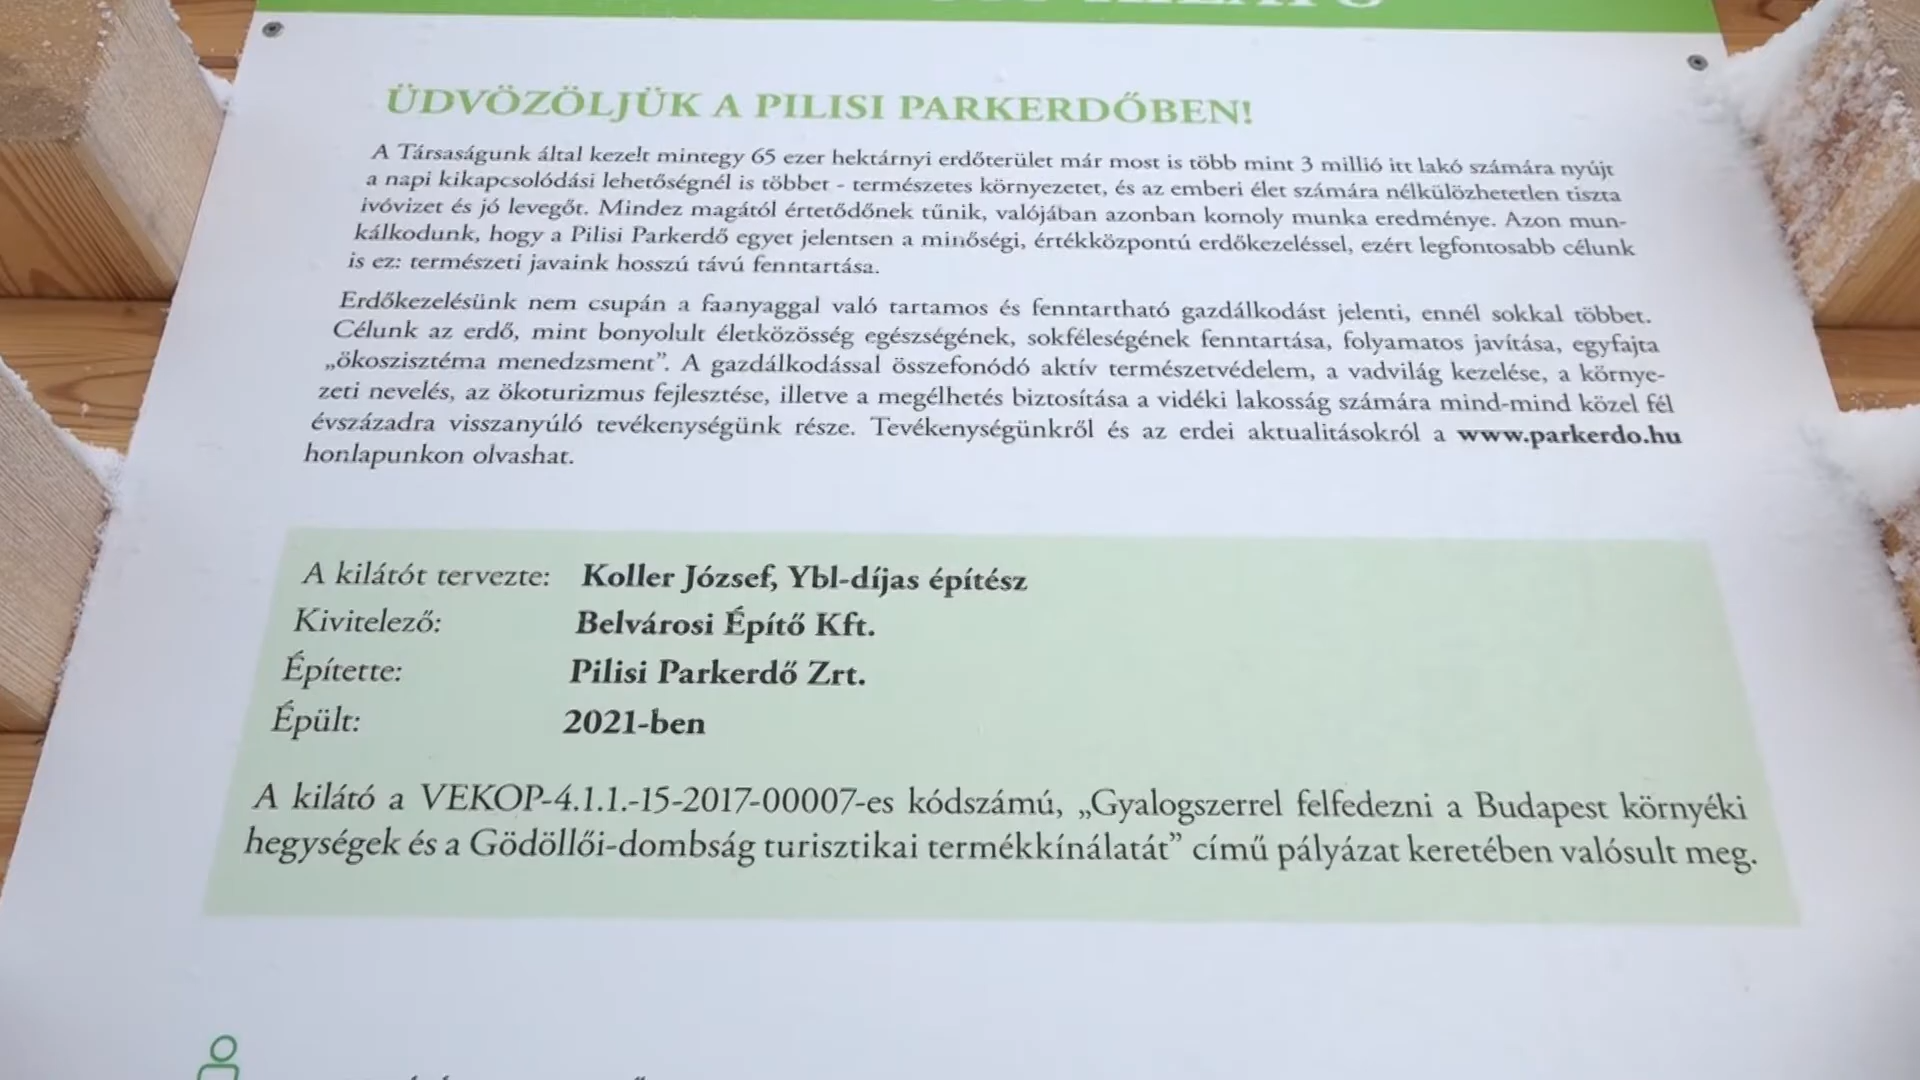 ÜDVÖZÖLJÜK A PILISI PARKERDŐBEN!
A Társaságunk által kezelt mintegy 65 ezer hektárnyi erdőterület már most is több mint 3 millió itt lakó számára nyújt
a napi kikapcsolódási lehetőségnél is többet - természetes környezetet, és az emberi élet számára nélkülözhetetlen tiszta
ivóvizet és jó levegőt. Mindez magától értetődőnek tűnik, valójában azonban komoly munka eredménye. Azon mun-
kálkodunk, hogy a Pilisi Parkerdő egyet jelentsen a minőségi, értékközpontú erdőkezeléssel, ezért legfontosabb célunk
is ez: természeti javaink hosszú távú fenntartása.
Erdőkezelésünk nem csupán a faanyaggal való tartamos és fenntartható gazdálkodást jelenti, ennél sokkal többet.
Célunk az erdő, mint bonyolult életközösség egészségének, sokféleségének fenntartása, folyamatos javítása, egyfajta
„ökoszisztéma menedzsment”. A gazdálkodással összefonódó aktív természetvédelem, a vadvilág kezelése, a környe-
zeti nevelés, az ökoturizmus fejlesztése, illetve a megélhetés biztosítása a vidéki lakosság számára mind-mind közel fél
évszázadra visszanyúló tevékenységünk része. Tevékenységünkről és az erdei aktualitásokról a www.parkerdo.hu
honlapunkon olvashat.
A kilátót tervezte: Koller József, Ybl-díjas építész
Kivitelező: Belvárosi Építő Kft.
Építette: Pilisi Parkerdő Zrt.
Épült: 2021-ben
A kilátó a VEKOP-4.1.1.-15-2017-00007-es kódszámú, „Gyalogszerrel felfedezni a Budapest környéki
hegységek és a Gödöllői-dombság turisztikai termékkínálatát” című pályázat keretében valósult meg.